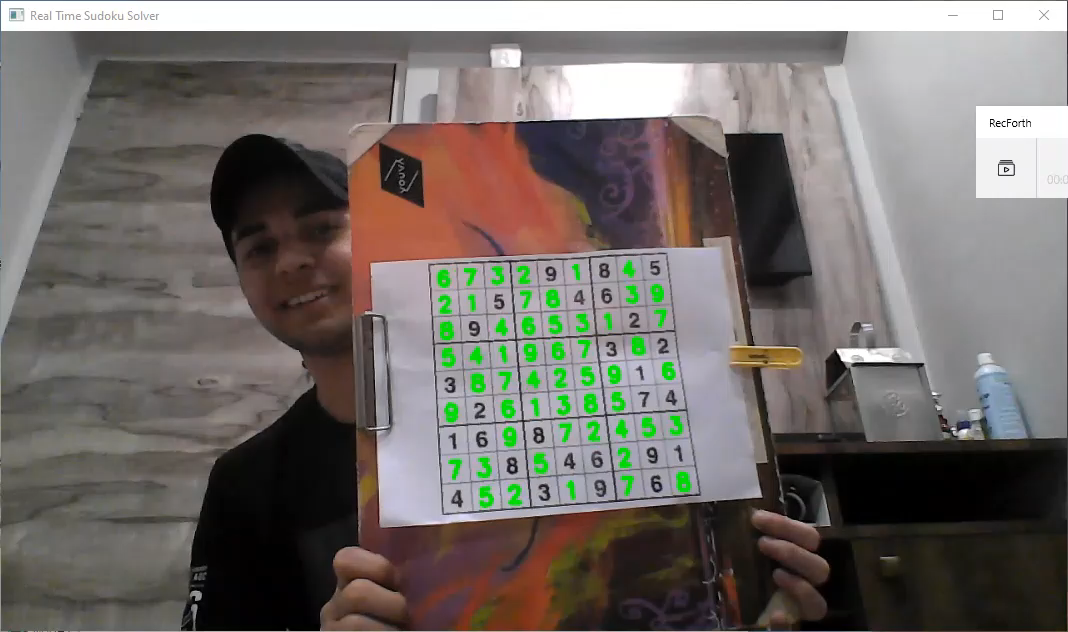 Real Time Sudoku Solver
RecForth
00:0
6 7 3 2 9 1 8 4 5
2 1 5 7 8 4 6 3 9
8 9 4 6 5 3 1 2 7
5 4 1 9 6 7 3 8 2
3 8 7 4 2 5 9 1 6
9 2 6 1 3 8 5 7 4
1 6 9 8 7 2 4 5 3
7 3 8 5 4 6 2 9 1
4 5 2 3 1 9 7 6 8